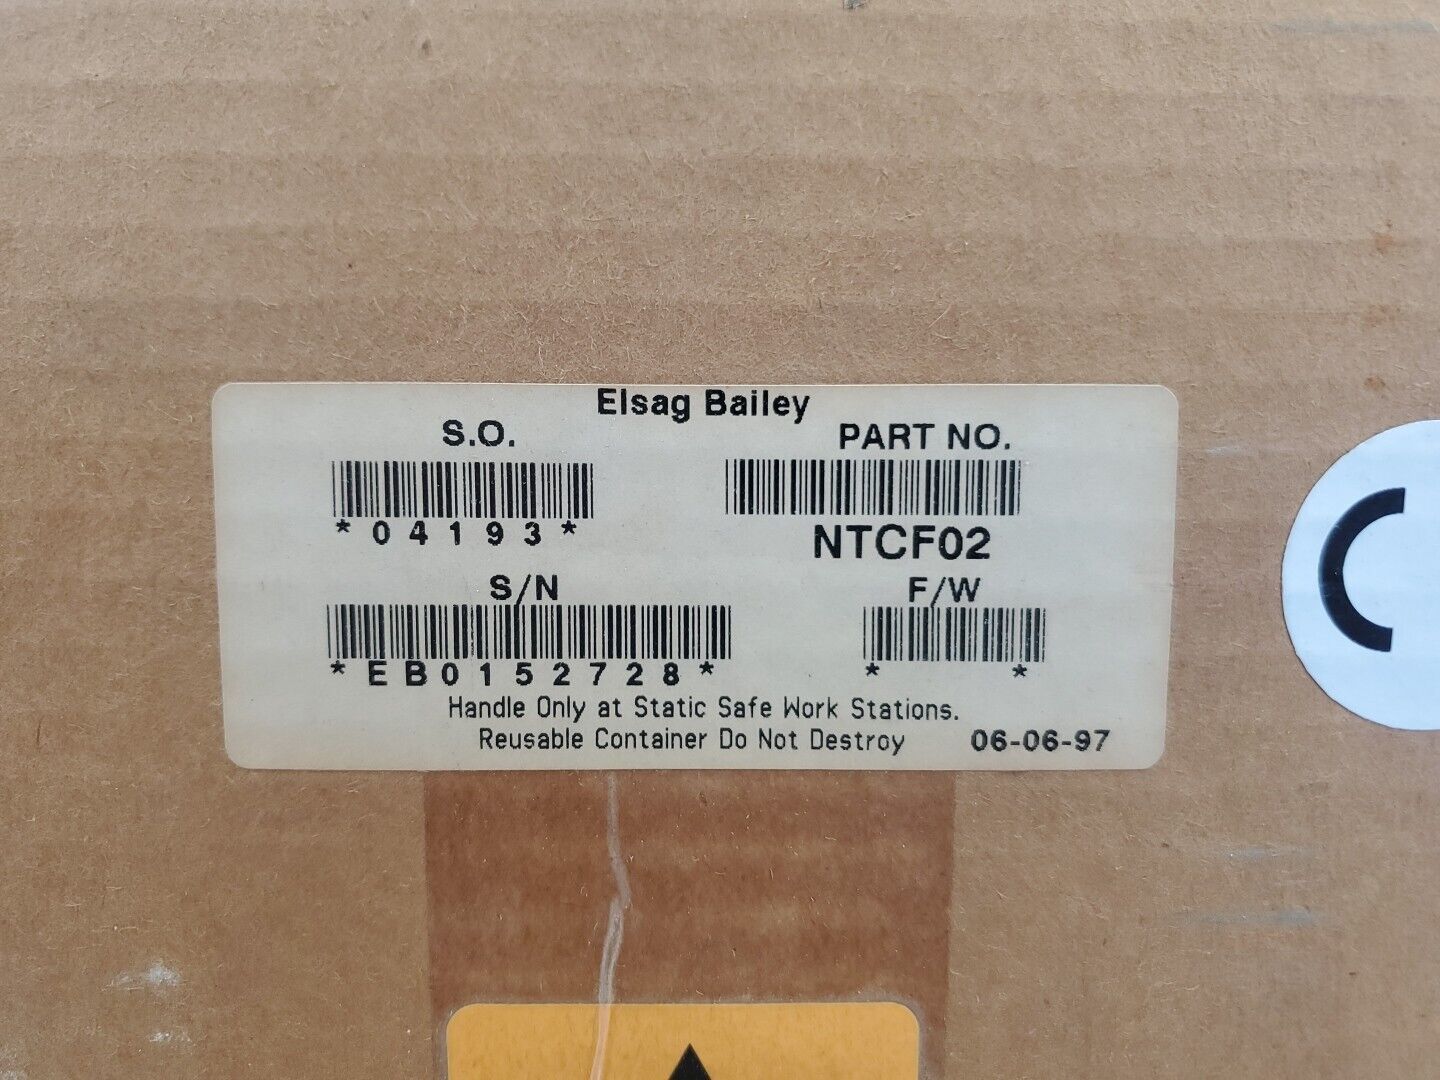 Elsag Bailey
S.O.
PART NO.
*04193*
NTCF02
S/N
F/W
*EB0152728*
* *
Handle Only at Static Safe Work Stations.
Reusable Container Do Not Destroy 06-06-97
C